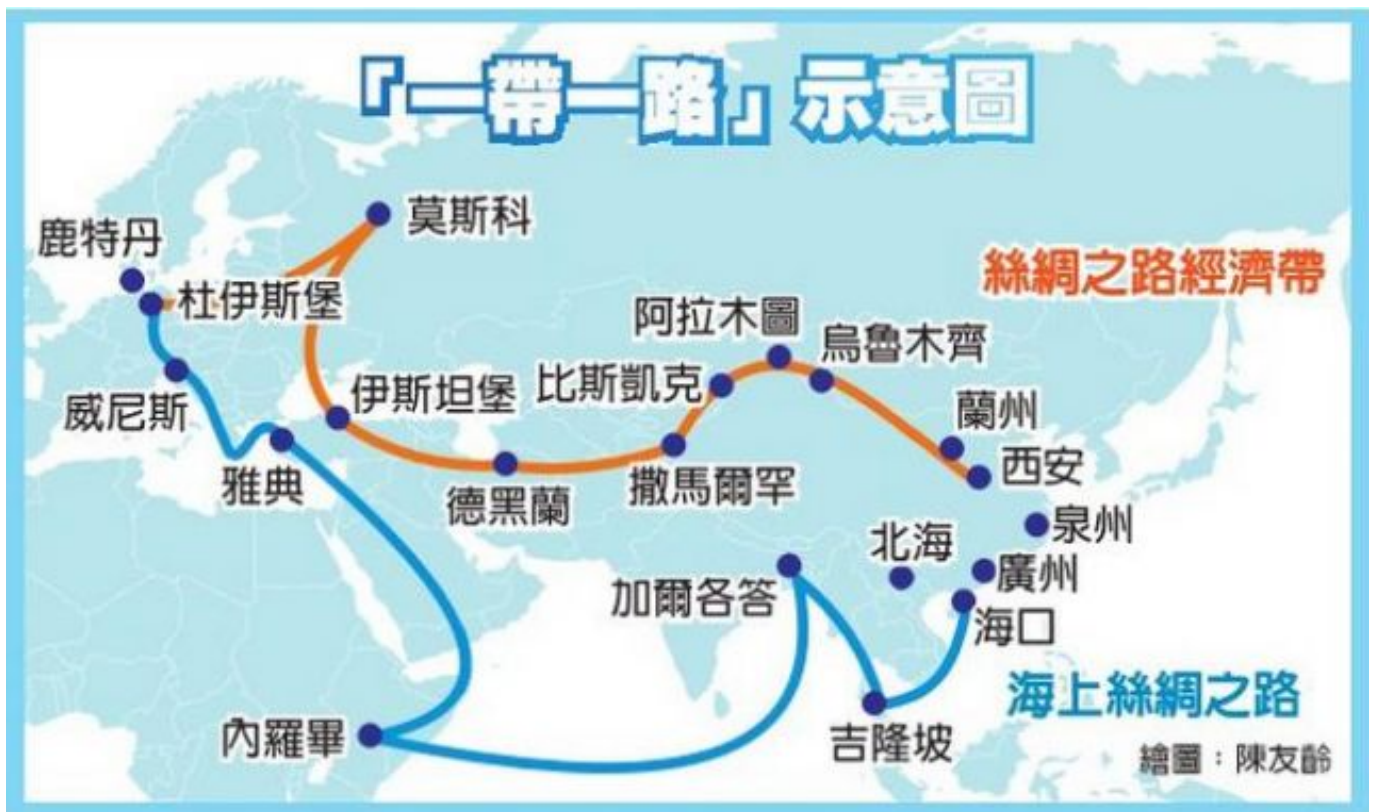 「一帶一路」示意圖
莫斯科
鹿特丹
杜伊斯堡
絲綢之路經濟帶
阿拉木圖
烏魯木齊
比斯凱克
伊斯坦堡
威尼斯
蘭州
西安
雅典
德黑蘭
撒馬爾罕
泉州
北海
廣州
加爾各答
海口
海上絲綢之路
內羅畢
吉隆坡
繪圖：陳友齡